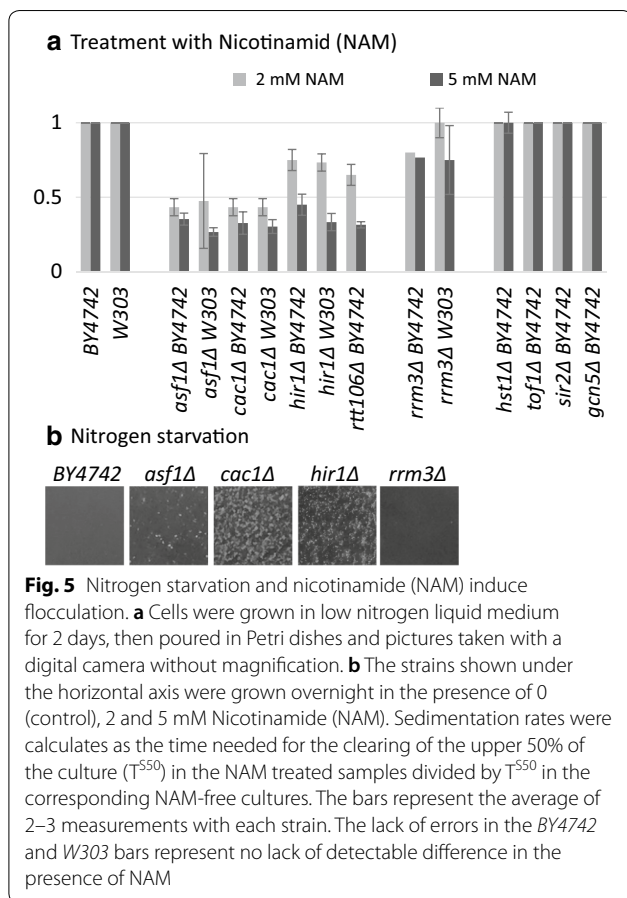 a Treatment with Nicotinamid (NAM)
2 mM NAM 5 mM NAM
1
0.5
0
BY4742
W303
asf1Δ BY4742
asf1Δ W303
cac1Δ BY4742
cac1Δ W303
hir1Δ BY4742
hir1Δ W303
rtt106Δ BY4742
rrm3Δ BY4742
rrm3Δ W303
hst1Δ BY4742
tof1Δ BY4742
sir2Δ BY4742
gcn5Δ BY4742
b Nitrogen starvation
BY4742 asf1Δ cac1Δ hir1Δ rrm3Δ
Fig. 5 Nitrogen starvation and nicotinamide (NAM) induce
flocculation. a Cells were grown in low nitrogen liquid medium
for 2 days, then poured in Petri dishes and pictures taken with a
digital camera without magnification. b The strains shown under
the horizontal axis were grown overnight in the presence of 0
(control), 2 and 5 mM Nicotinamide (NAM). Sedimentation rates were
calculates as the time needed for the clearing of the upper 50% of
the culture (T^S50) in the NAM treated samples divided by T^S50 in the
corresponding NAM-free cultures. The bars represent the average of
2–3 measurements with each strain. The lack of errors in the BY4742
and W303 bars represent no lack of detectable difference in the
presence of NAM